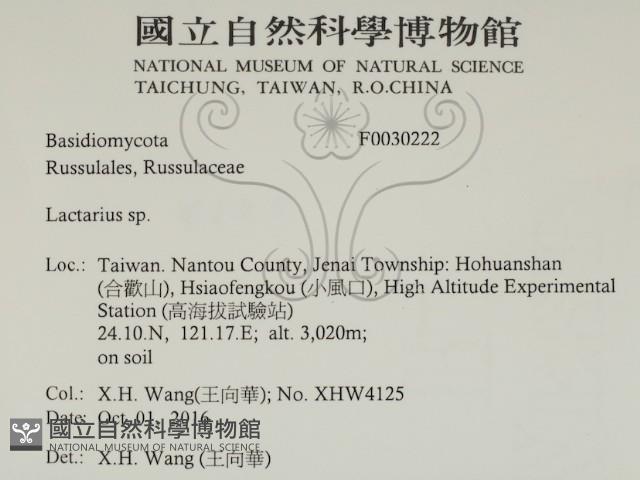 國立自然科學博物館
NATIONAL MUSEUM OF NATURAL SCIENCE
TAICHUNG, TAIWAN, R.O.CHINA
Basidiomycota F0030222
Russulales, Russulaceae
Lactarius sp.
Loc.: Taiwan. Nantou County, Jenai Township: Hohuanshan
(合歡山), Hsiaofengkou (小風口), High Altitude Experimental
Station (高海拔試驗站)
24.10.N, 121.17.E; alt. 3,020m;
on soil
Col.: X.H. Wang(王向華); No. XHW4125
Date: Oct. 01, 2016
國立自然科學博物館
NATIONAL MUSEUM OF NATURAL SCIENCE
Det.: X.H. Wang (王向華)